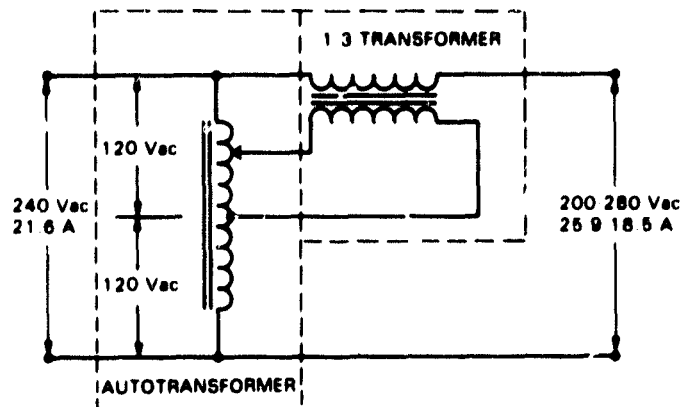 1 3 TRANSFORMER
120 Vac
240 Vac
21.6 A
200 280 Vac
25 9 18.5 A
120 Vac
AUTOTRANSFORMER